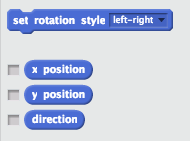 set rotation style left-right
x position
y position
direction